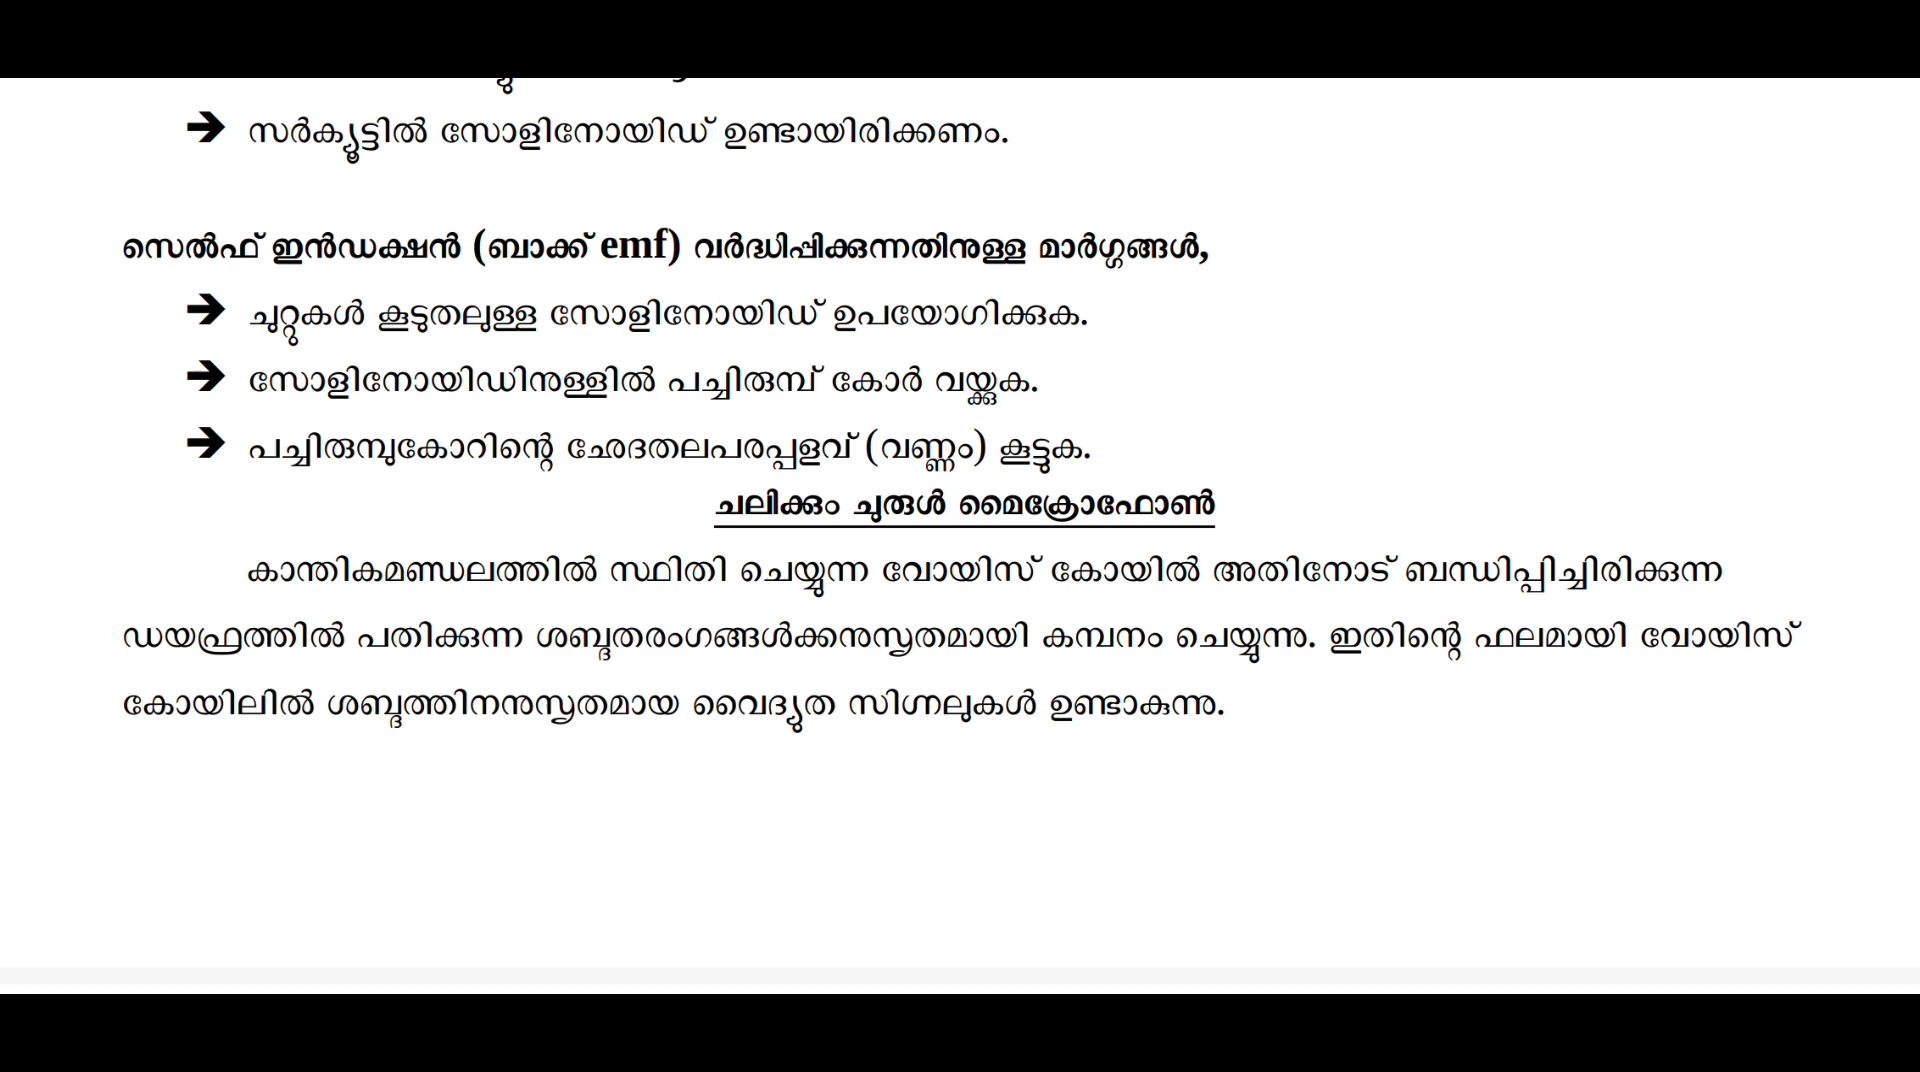 ➔ സർക്യൂട്ടിൽ സോളിനോയിഡ് ഉണ്ടായിരിക്കണം.
സെൽഫ് ഇൻഡക്ഷൻ (ബാക്ക് emf) വർദ്ധിപ്പിക്കുന്നതിനുള്ള മാർഗ്ഗങ്ങൾ,
➔ ചുറ്റുകൾ കൂടുതലുള്ള സോളിനോയിഡ് ഉപയോഗിക്കുക.
➔ സോളിനോയിഡിനുള്ളിൽ പച്ചിരുമ്പ് കോർ വയ്ക്കുക.
➔ പച്ചിരുമ്പുകോറിന്റെ ഛേദതലപരപ്പളവ് (വണ്ണം) കൂട്ടുക.
ചലിക്കും ചുരുൾ മൈക്രോഫോൺ
കാന്തികമണ്ഡലത്തിൽ സ്ഥിതി ചെയ്യുന്ന വോയിസ് കോയിൽ അതിനോട് ബന്ധിപ്പിച്ചിരിക്കുന്ന
ഡയഫ്രത്തിൽ പതിക്കുന്ന ശബ്ദതരംഗങ്ങൾക്കനുസൃതമായി കമ്പനം ചെയ്യുന്നു. ഇതിന്റെ ഫലമായി വോയിസ്
കോയിലിൽ ശബ്ദത്തിനനുസൃതമായ വൈദ്യുത സിഗ്നലുകൾ ഉണ്ടാകുന്നു.